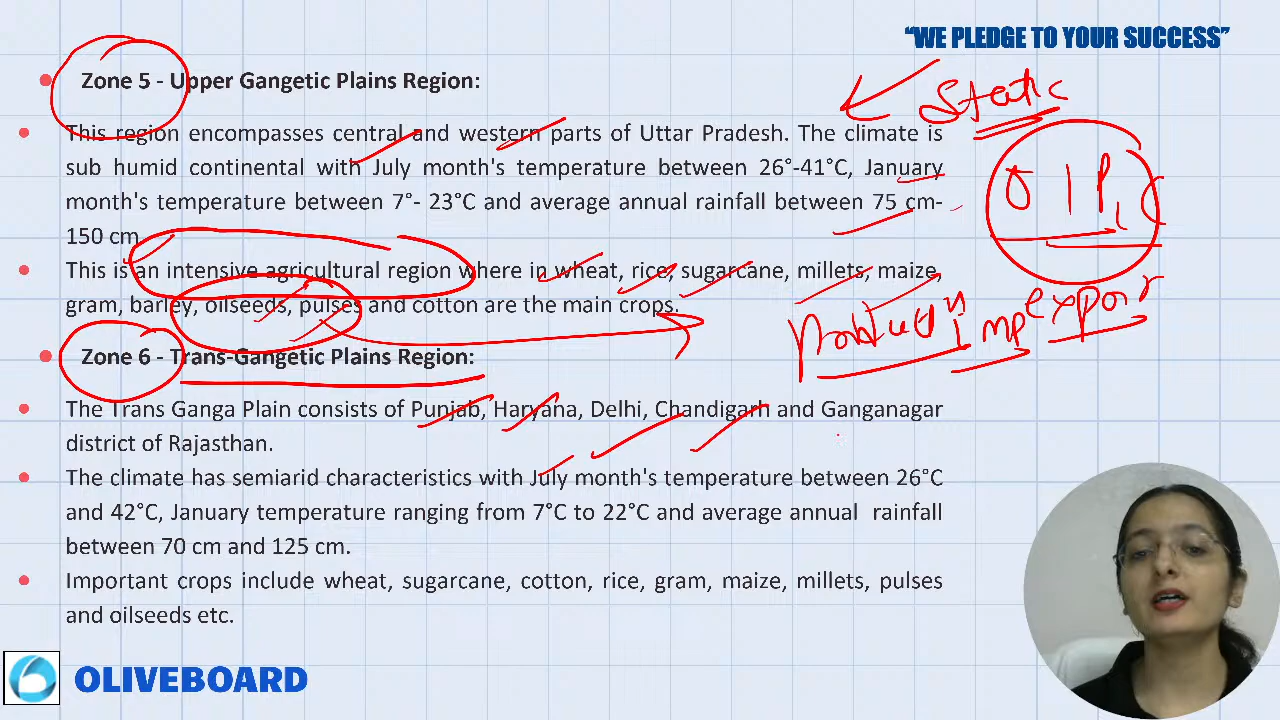 “WE PLEDGE TO YOUR SUCCESS”
Zone 5 - Upper Gangetic Plains Region:
This region encompasses central and western parts of Uttar Pradesh. The climate is
sub humid continental with July month's temperature between 26°-41°C, January
month's temperature between 7°- 23°C and average annual rainfall between 75 cm-
150 cm.
This is an intensive agricultural region where in wheat, rice, sugarcane, millets, maize,
gram, barley, oilseeds, pulses and cotton are the main crops.
Static
Zone 6 - Trans-Gangetic Plains Region:
The Trans Ganga Plain consists of Punjab, Haryana, Delhi, Chandigarh and Ganganagar
district of Rajasthan.
The climate has semiarid characteristics with July month's temperature between 26°C
and 42°C, January temperature ranging from 7°C to 22°C and average annual rainfall
between 70 cm and 125 cm.
Important crops include wheat, sugarcane, cotton, rice, gram, maize, millets, pulses
and oilseeds etc.
OLIVEBOARD